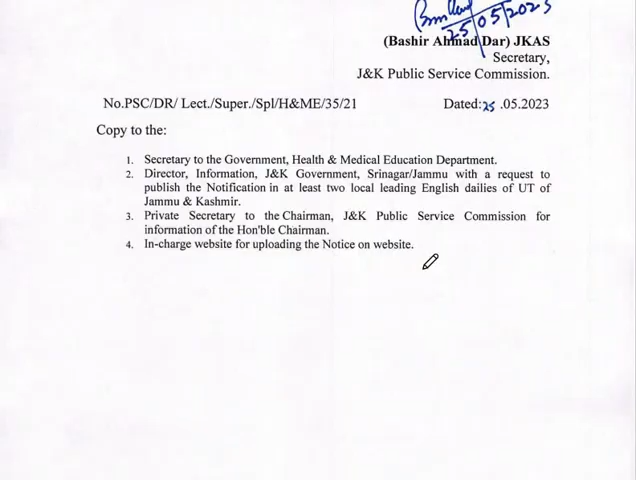 25/05/2023
(Bashir Ahmad Dar) JKAS
Secretary,
J&K Public Service Commission.
No.PSC/DR/ Lect./Super./Spl/H&ME/35/21 Dated:25 .05.2023
Copy to the:
1. Secretary to the Government, Health & Medical Education Department.
2. Director, Information, J&K Government, Srinagar/Jammu with a request to
publish the Notification in at least two local leading English dailies of UT of
Jammu & Kashmir.
3. Private Secretary to the Chairman, J&K Public Service Commission for
information of the Hon'ble Chairman.
4. In-charge website for uploading the Notice on website.